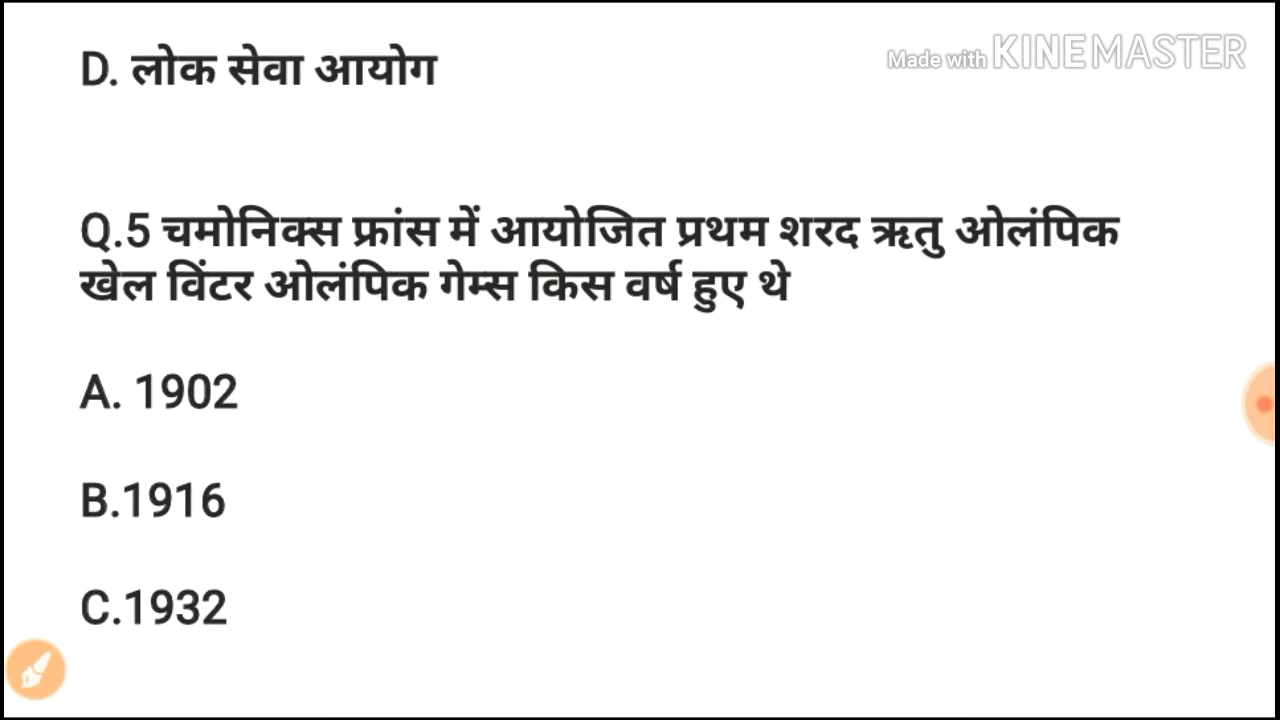 D. लोक सेवा आयोग
Made with KINEMASTER
Q.5 चमोनिक्स फ्रांस में आयोजित प्रथम शरद ऋतु ओलंपिक
खेल विंटर ओलंपिक गेम्स किस वर्ष हुए थे
A. 1902
B.1916
C.1932